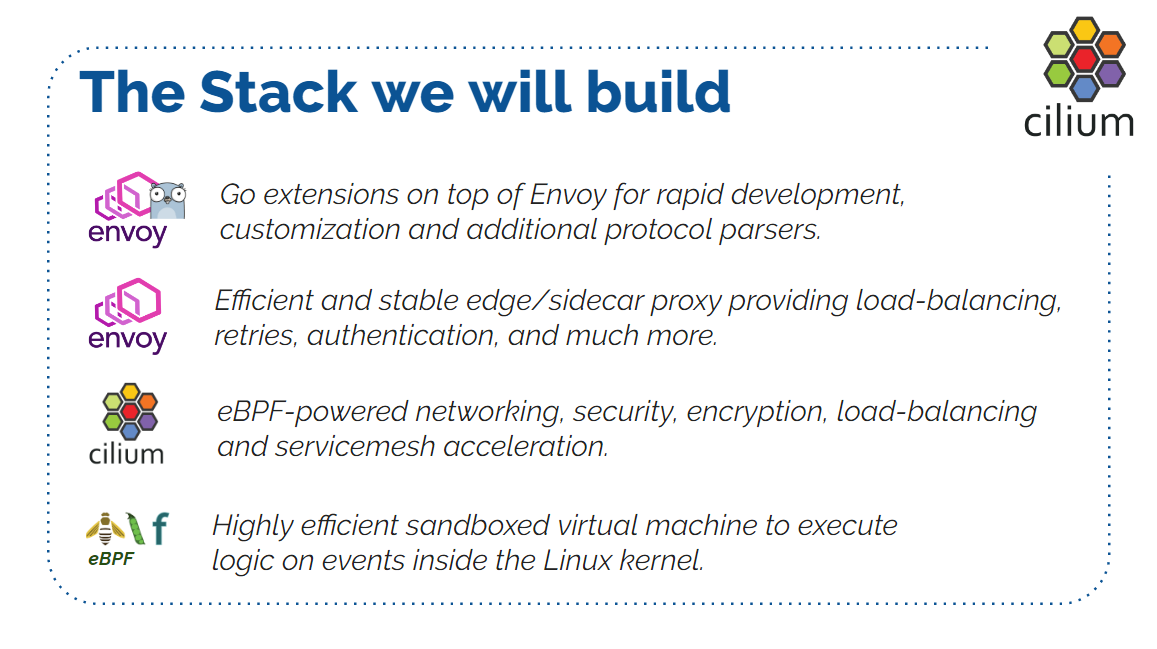 The Stack we will build
cilium
envoy
Go extensions on top of Envoy for rapid development,
customization and additional protocol parsers.
envoy
Efficient and stable edge/sidecar proxy providing load-balancing,
retries, authentication, and much more.
cilium
eBPF-powered networking, security, encryption, load-balancing
and servicemesh acceleration.
f
eBPF
Highly efficient sandboxed virtual machine to execute
logic on events inside the Linux kernel.